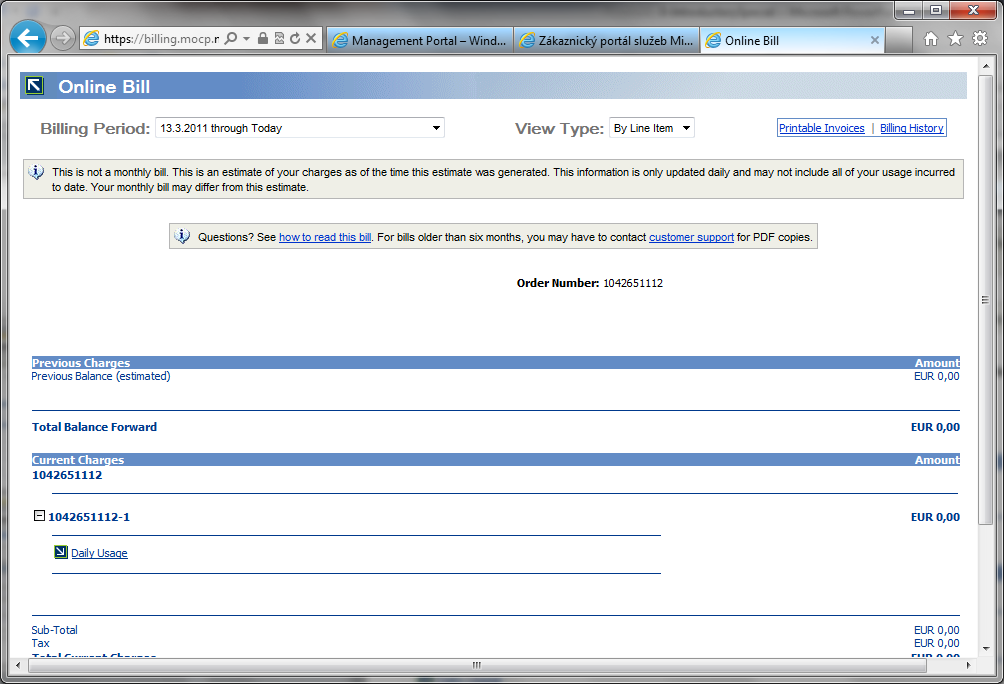 https://billing.mocp.r
Management Portal – Wind...
Zákaznický portál služeb Mi...
Online Bill
Online Bill
Billing Period: 13.3.2011 through Today
View Type: By Line Item
Printable Invoices | Billing History
This is not a monthly bill. This is an estimate of your charges as of the time this estimate was generated. This information is only updated daily and may not include all of your usage incurred
to date. Your monthly bill may differ from this estimate.
Questions? See how to read this bill. For bills older than six months, you may have to contact customer support for PDF copies.
Order Number: 1042651112
Previous Charges Amount
Previous Balance (estimated) EUR 0,00
Total Balance Forward EUR 0,00
Current Charges Amount
1042651112
1042651112-1 EUR 0,00
Daily Usage
Sub-Total EUR 0,00
Tax EUR 0,00
Total Current Charges EUR 0,00